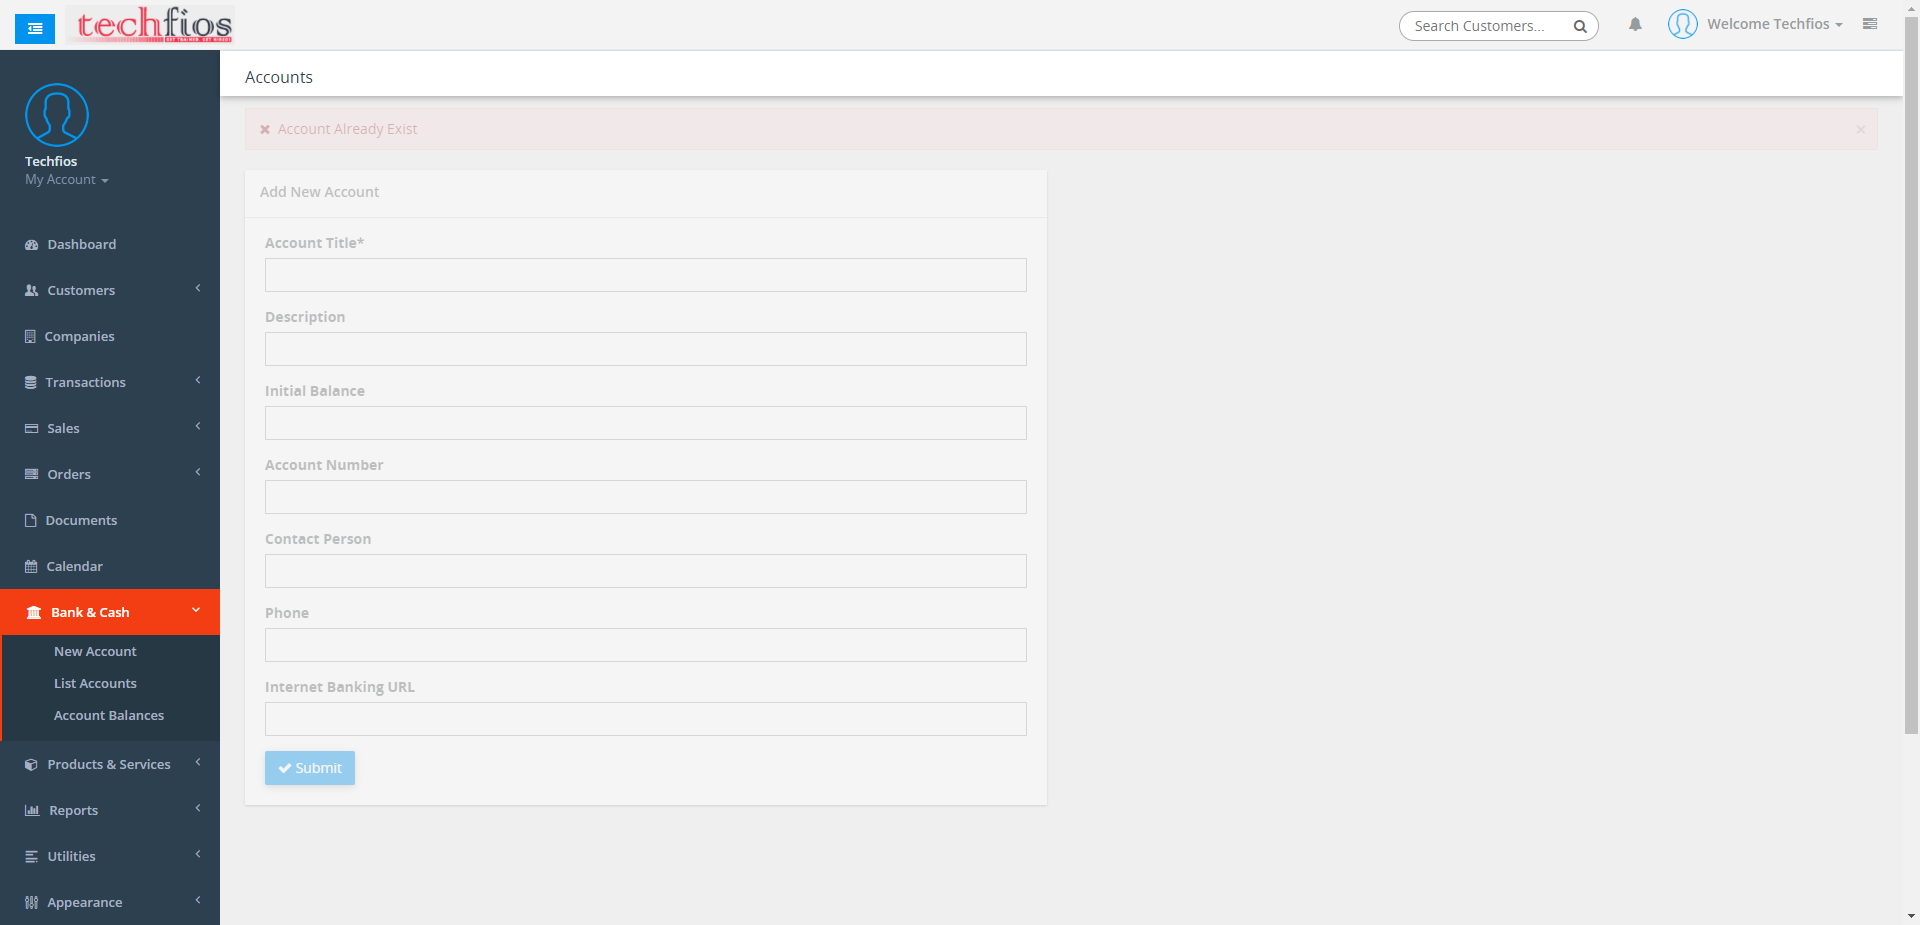 techfios
Search Customers...
Welcome Techfios
Accounts
Techfios
My Account
Dashboard
Customers
Companies
Transactions
Sales
Orders
Documents
Calendar
Bank & Cash
New Account
List Accounts
Account Balances
Products & Services
Reports
Utilities
Appearance
Account Already Exist
Add New Account
Account Title*
Description
Initial Balance
Account Number
Contact Person
Phone
Internet Banking URL
Submit